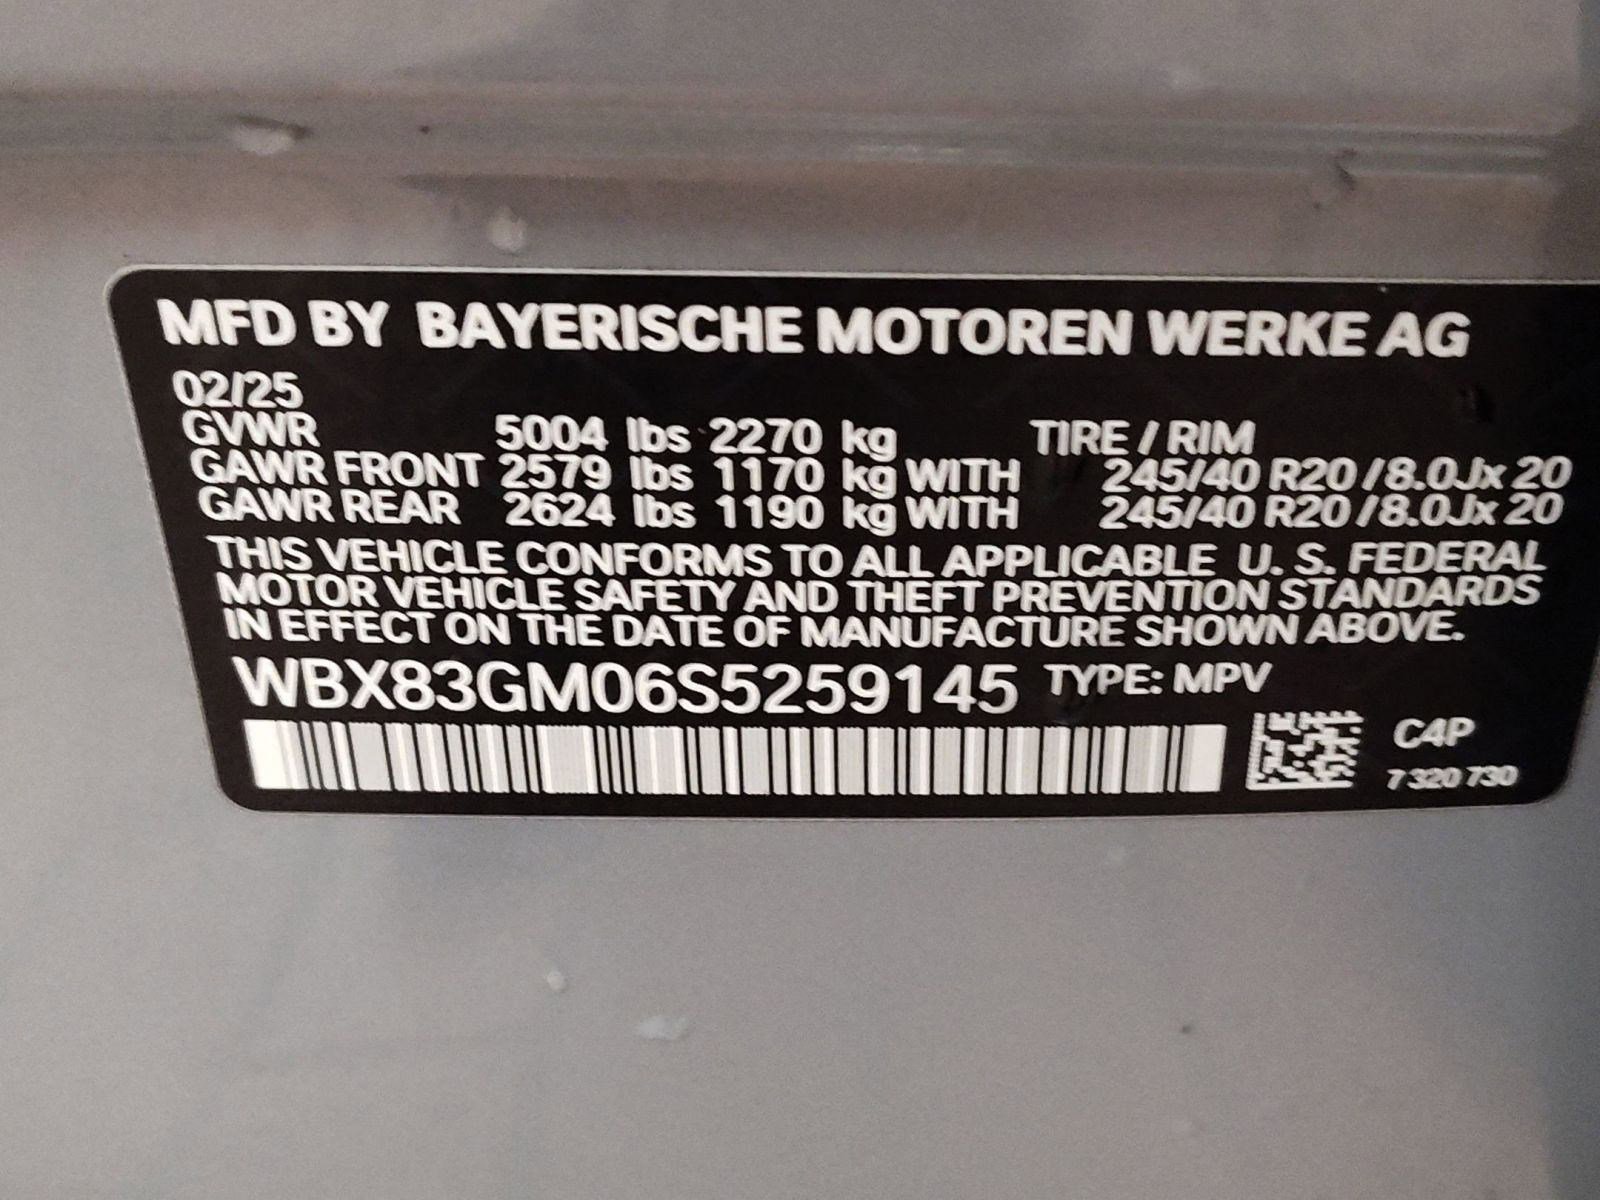 MFD BY BAYERISCHE MOTOREN WERKE AG
02/25
GVWR 5004 lbs 2270 kg TIRE / RIM
GAWR FRONT 2579 lbs 1170 kg WITH 245/40 R20 /8.0Jx 20
GAWR REAR 2624 lbs 1190 kg WITH 245/40 R20 /8.0Jx 20
THIS VEHICLE CONFORMS TO ALL APPLICABLE U. S. FEDERAL
MOTOR VEHICLE SAFETY AND THEFT PREVENTION STANDARDS
IN EFFECT ON THE DATE OF MANUFACTURE SHOWN ABOVE.
WBX83GM06S5259145 TYPE: MPV
C4P
7 320 730